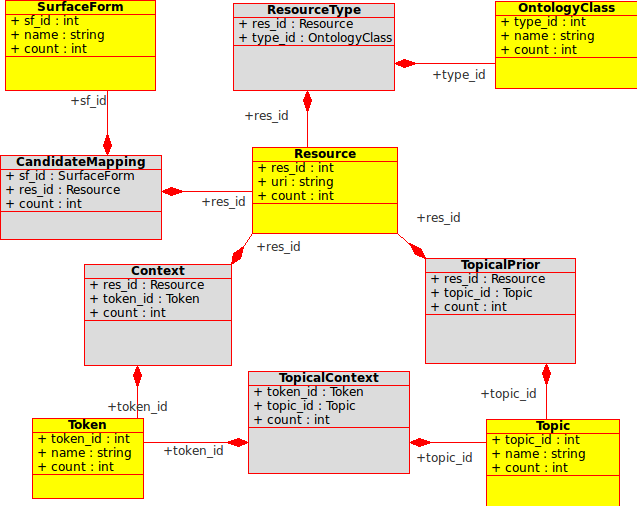 SurfaceForm
+ sf_id : int
+ name : string
+ count : int
ResourceType
+ res_id : Resource
+ type_id : OntologyClass
OntologyClass
+ type_id : int
+ name : string
+ count : int
+type_id
+sf_id
+res_id
CandidateMapping
+ sf_id : SurfaceForm
+ res_id : Resource
+ count : int
+res_id
Resource
+ res_id : int
+ uri : string
+ count : int
+res_id
+res_id
Context
+ res_id : Resource
+ token_id : Token
+ count : int
TopicalPrior
+ res_id : Resource
+ topic_id : Topic
+ count : int
+token_id
TopicalContext
+ token_id : Token
+ topic_id : Topic
+ count : int
+topic_id
Token
+ token_id : int
+ name : string
+ count : int
+token_id
+topic_id
Topic
+ topic_id : int
+ name : string
+ count : int